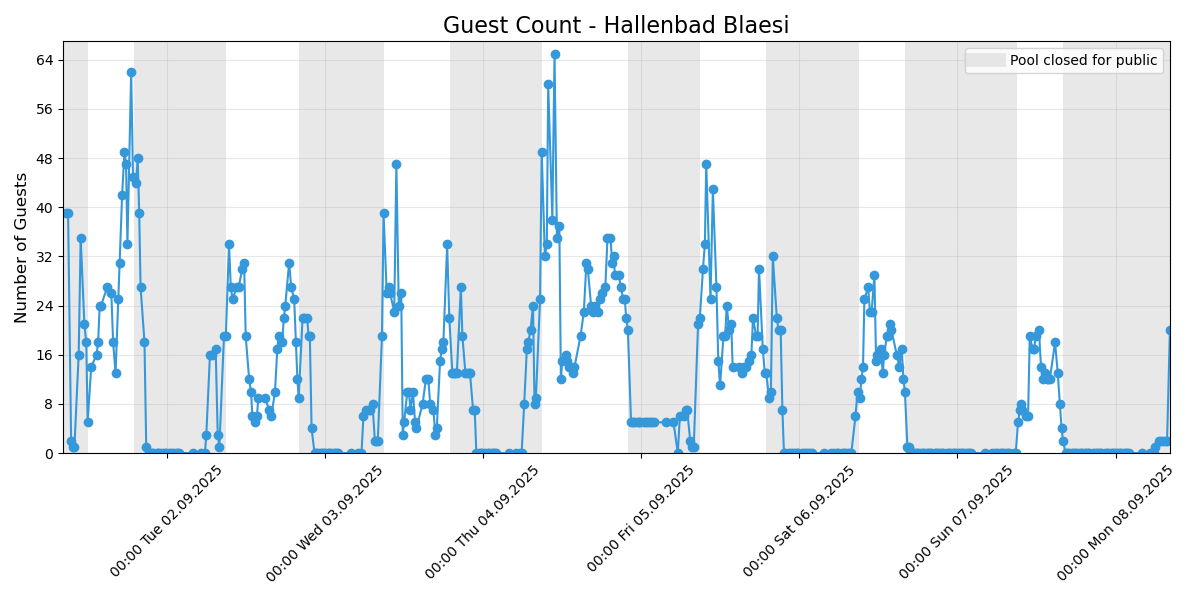 Guest Count - Hallenbad Blaesi
Pool closed for public
Number of Guests
64
56
48
40
32
24
16
8
0
00:00 Tue 02.09.2025
00:00 Wed 03.09.2025
00:00 Thu 04.09.2025
00:00 Fri 05.09.2025
00:00 Sat 06.09.2025
00:00 Sun 07.09.2025
00:00 Mon 08.09.2025